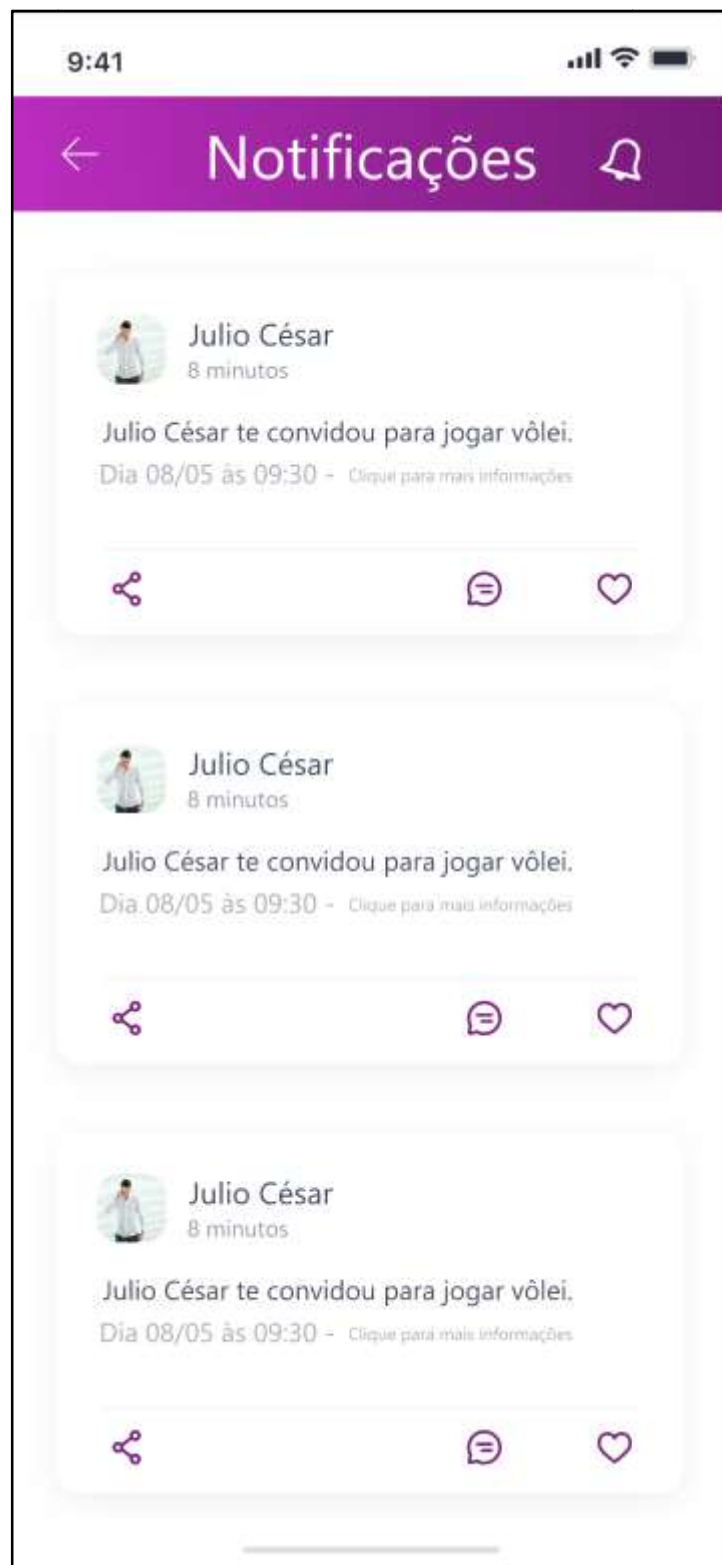 9:41
Notificações
Julio César
8 minutos
Julio César te convidou para jogar vôlei.
Dia 08/05 às 09:30 - Clique para mais informações
Julio César
8 minutos
Julio César te convidou para jogar vôlei.
Dia 08/05 às 09:30 - Clique para mais informações
Julio César
8 minutos
Julio César te convidou para jogar vôlei.
Dia 08/05 às 09:30 - Clique para mais informações